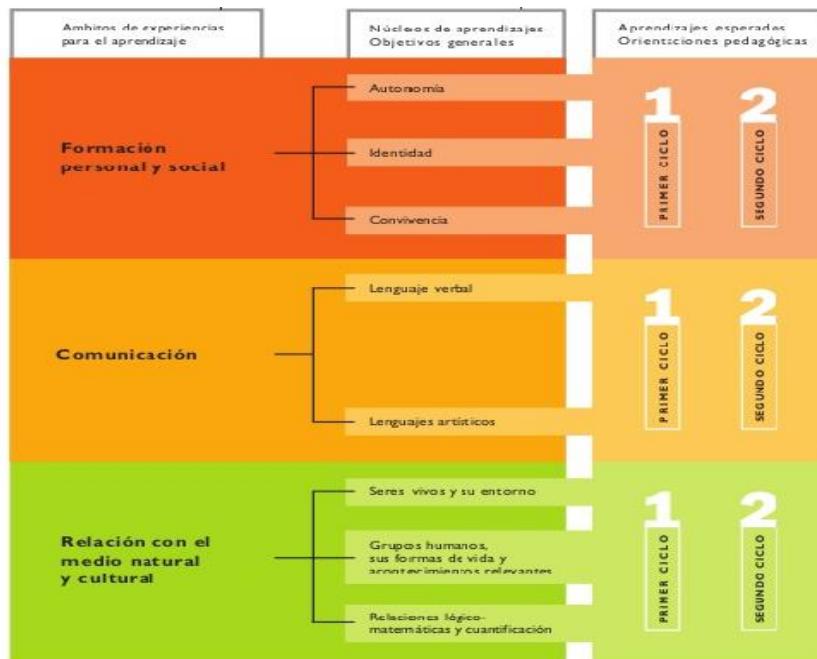 Ámbitos de experiencias
para el aprendizaje
Núcleos de aprendizajes
Objetivos generales
Aprendizajes esperados
Orientaciones pedagógicas
Formación
personal y social
Autonomía
Identidad
Convivencia
1
PRIMER CICLO
2
SEGUNDO CICLO
Comunicación
Lenguaje verbal
Lenguajes artísticos
1
PRIMER CICLO
2
SEGUNDO CICLO
Relación con el
medio natural
y cultural
Seres vivos y su entorno
Grupos humanos,
sus formas de vida y
acontecimientos relevantes
Relaciones lógico-
matemáticas y cuantificación
1
PRIMER CICLO
2
SEGUNDO CICLO